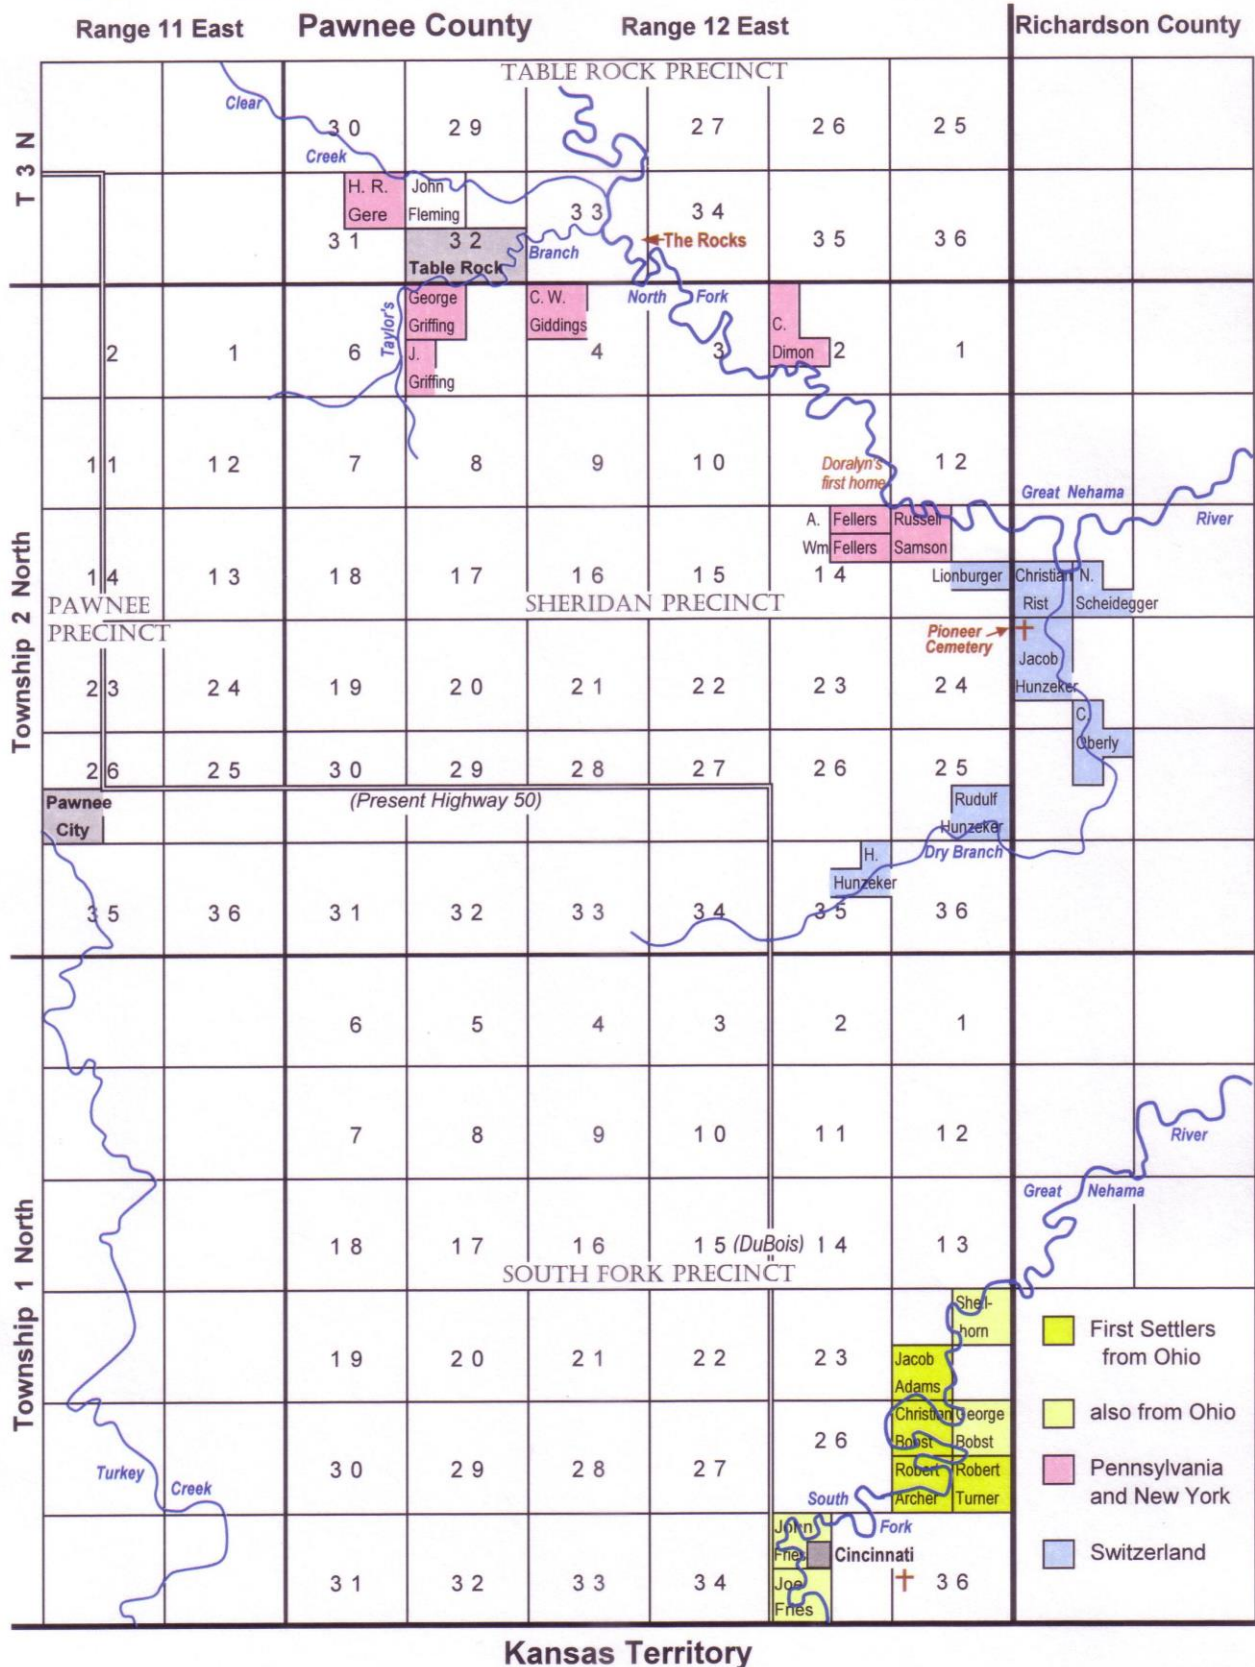 Range 11 East Pawnee County Range 12 East Richardson County
TABLE ROCK PRECINCT
Clear
30 29 27 26 25
Creek
T 3 N
H. R. John
Gere Fleming
33 34
31 32 The Rocks 35 36
Branch
Table Rock
North Fork
George C. W.
Griffing Giddings
Taylor's
C.
2 1 6 4 3 Dimon 2 1
J.
Griffing
11 12 7 8 9 10 12
Doralyn's
first home
Great Nehama
River
A. Fellers Russell
Wm Fellers Samson
14 13 18 17 16 15 14
Lionburger Christian N.
Rist Scheidegger
PAWNEE
PRECINCT
SHERIDAN PRECINCT
Pioneer
Cemetery
Jacob
Hunzeker
23 24 19 20 21 22 23 24
C.
Oberly
26 25 30 29 28 27 26 25
Township 2 North
Pawnee
City
(Present Highway 50)
Rudulf
Hunzeker
Dry Branch
H.
Hunzeker
35 36 31 32 33 34 35 36
6 5 4 3 2 1
7 8 9 10 11 12
River
Great Nehama
Township 1 North
18 17 16 15 (DuBois) 14 13
SOUTH FORK PRECINCT
Shell-
horn
19 20 21 22 23
Jacob
Adams
Christian George
Bobst Bobst
26
30 29 28 27
Robert Robert
Archer Turner
Turkey
Creek
South
Fork
John
Fries
Cincinnati
Joe
Fries
31 32 33 34 36
First Settlers
from Ohio
also from Ohio
Pennsylvania
and New York
Switzerland
Kansas Territory